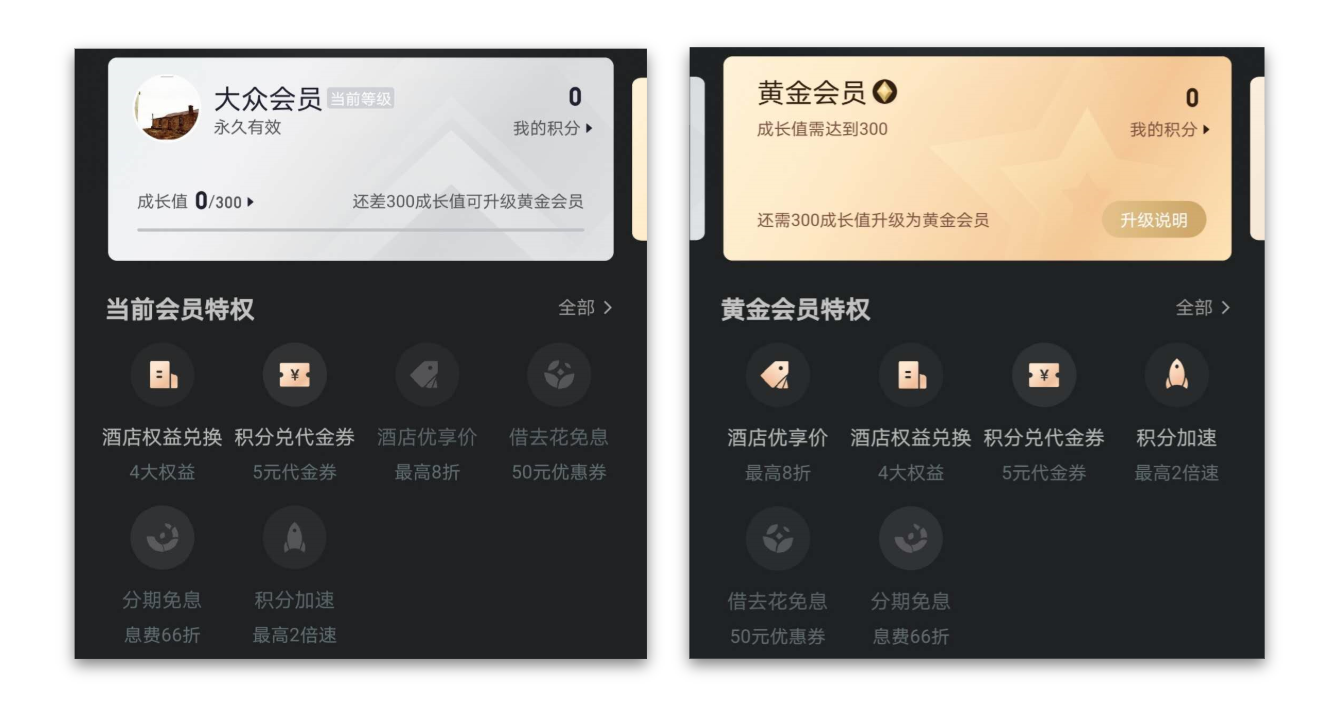 大众会员 当前等级
永久有效
0
我的积分
成长值 0/300
还差300成长值可升级黄金会员
当前会员特权
全部
酒店权益兑换 积分兑代金券 酒店优享价 借去花免息
4大权益 5元代金券 最高8折 50元优惠券
分期免息 积分加速
息费66折 最高2倍速
黄金会员
成长值需达到300
0
我的积分
还需300成长值升级为黄金会员
升级说明
黄金会员特权
全部
酒店优享价 酒店权益兑换 积分兑代金券 积分加速
最高8折 4大权益 5元代金券 最高2倍速
借去花免息 分期免息
50元优惠券 息费66折